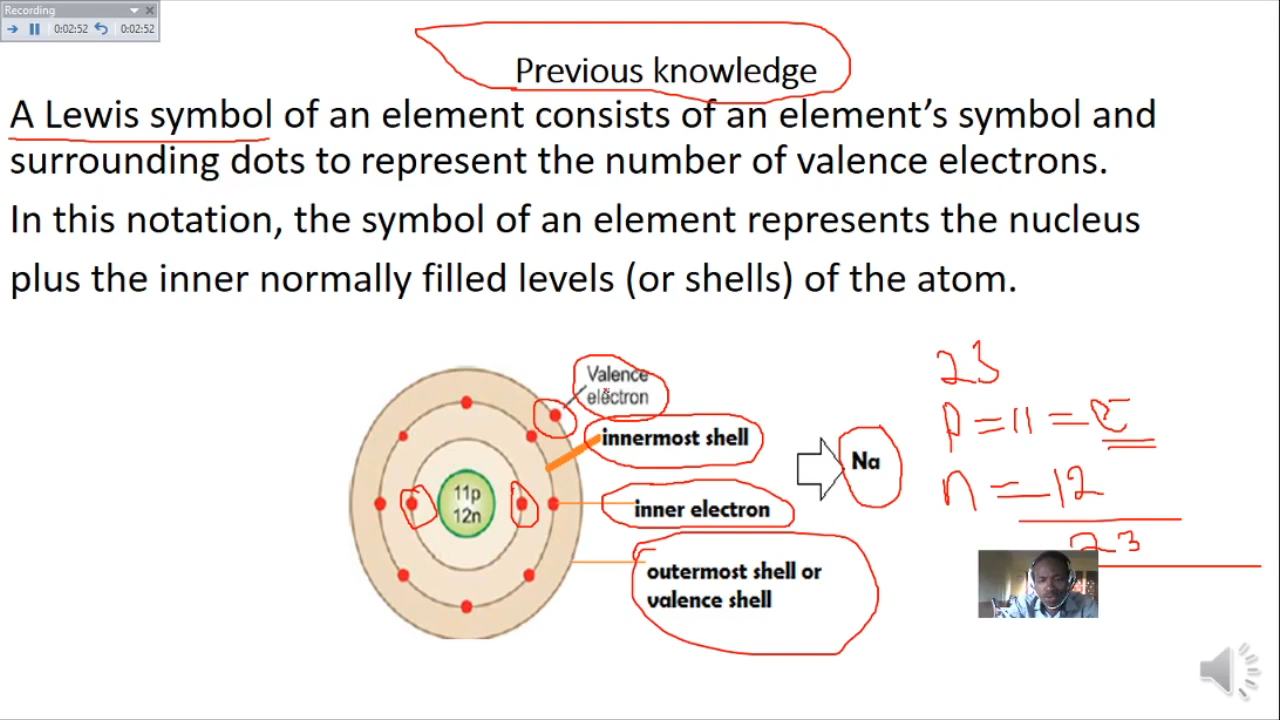 Recording
0:02:52 0:02:52
Previous knowledge
A Lewis symbol of an element consists of an element’s symbol and
surrounding dots to represent the number of valence electrons.
In this notation, the symbol of an element represents the nucleus
plus the inner normally filled levels (or shells) of the atom.
Valence
electron
innermost shell
inner electron
outermost shell or
valence shell
11p
12n
Na
23
p = 11 =
n = 12
23